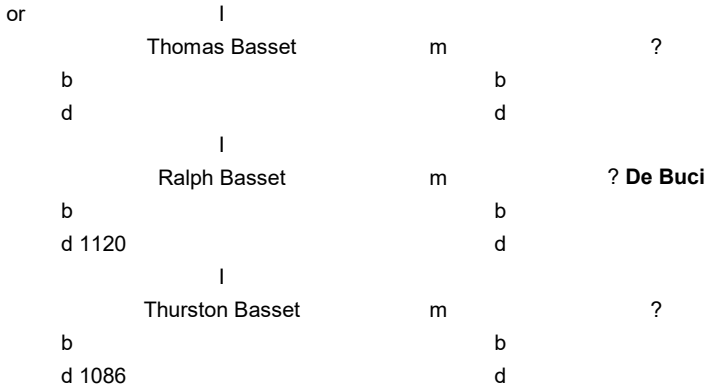 or I
Thomas Basset m ?
b b
d d
I
Ralph Basset m ? De Buci
b b
d 1120 d
I
Thurston Basset m ?
b b
d 1086 d